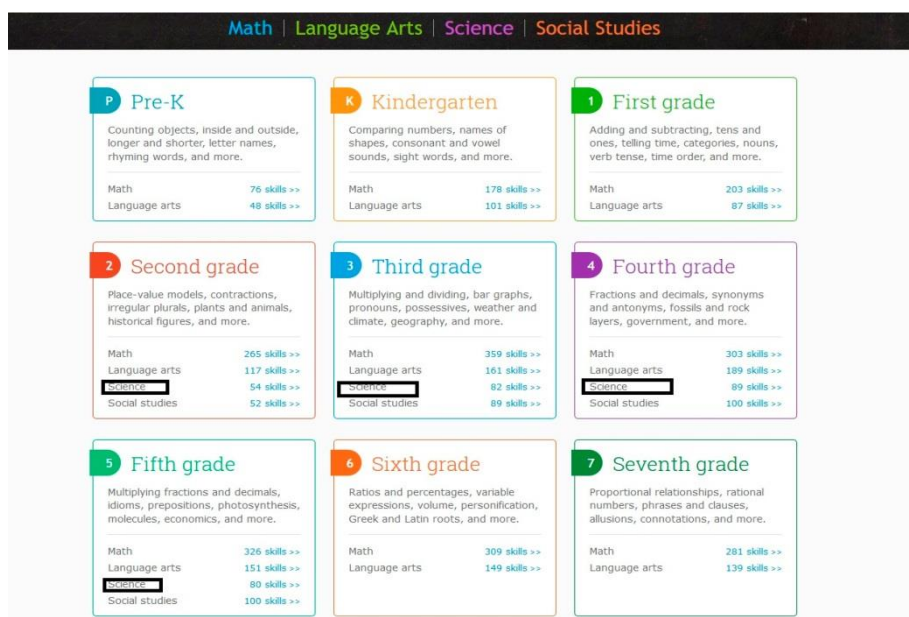 Math | Language Arts | Science | Social Studies
P Pre-K
Counting objects, inside and outside,
longer and shorter, letter names,
rhyming words, and more.
Math 76 skills >>
Language arts 48 skills >>
K Kindergarten
Comparing numbers, names of
shapes, consonant and vowel
sounds, sight words, and more.
Math 178 skills >>
Language arts 101 skills >>
1 First grade
Adding and subtracting, tens and
ones, telling time, categories, nouns,
verb tense, time order, and more.
Math 203 skills >>
Language arts 87 skills >>
2 Second grade
Place-value models, contractions,
irregular plurals, plants and animals,
historical figures, and more.
Math 265 skills >>
Language arts 117 skills >>
Science 54 skills >>
Social studies 52 skills >>
3 Third grade
Multiplying and dividing, bar graphs,
pronouns, possessives, weather and
climate, geography, and more.
Math 359 skills >>
Language arts 161 skills >>
Science 82 skills >>
Social studies 89 skills >>
4 Fourth grade
Fractions and decimals, synonyms
and antonyms, fossils and rock
layers, government, and more.
Math 303 skills >>
Language arts 189 skills >>
Science 89 skills >>
Social studies 100 skills >>
5 Fifth grade
Multiplying fractions and decimals,
idioms, prepositions, photosynthesis,
molecules, economics, and more.
Math 326 skills >>
Language arts 151 skills >>
Science 80 skills >>
Social studies 100 skills >>
6 Sixth grade
Ratios and percentages, variable
expressions, volume, personification,
Greek and Latin roots, and more.
Math 309 skills >>
Language arts 149 skills >>
7 Seventh grade
Proportional relationships, rational
numbers, phrases and clauses,
allusions, connotations, and more.
Math 281 skills >>
Language arts 139 skills >>